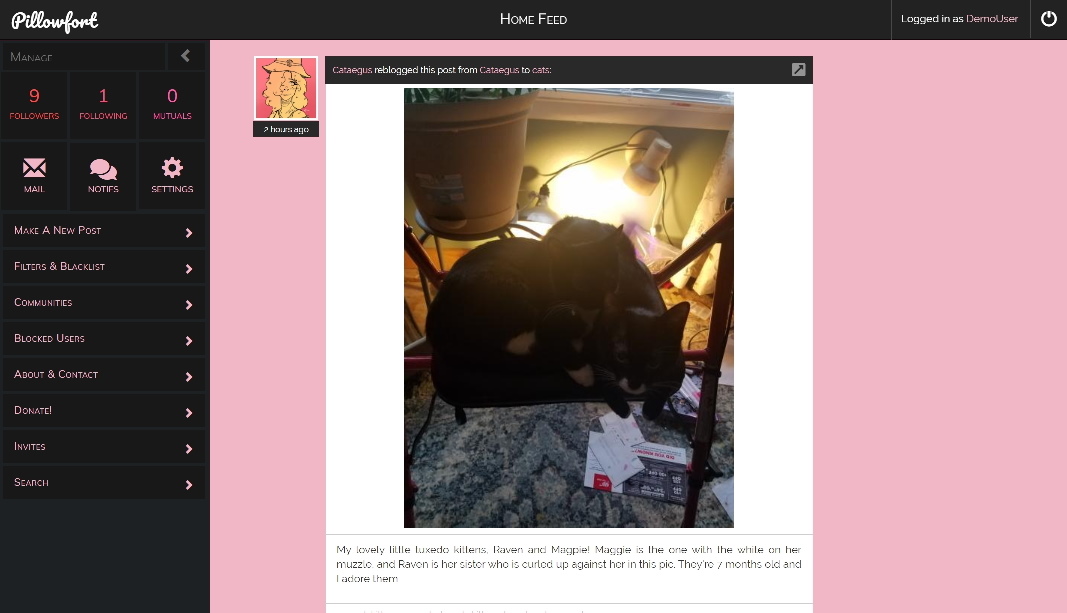 Pillowfort
Home Feed
Logged in as DemoUser
Manage
9
FOLLOWERS
1
FOLLOWING
0
MUTUALS
MAIL
NOTIFS
SETTINGS
Make A New Post
Filters & Blacklist
Communities
Blocked Users
About & Contact
Donate!
Invites
Search
2 hours ago
Cataegus reblogged this post from Cataegus to cats:
My lovely little tuxedo kittens, Raven and Magpie! Maggie is the one with the white on her
muzzle, and Raven is her sister who is curled up against her in this pic. They're 7 months old and
I adore them